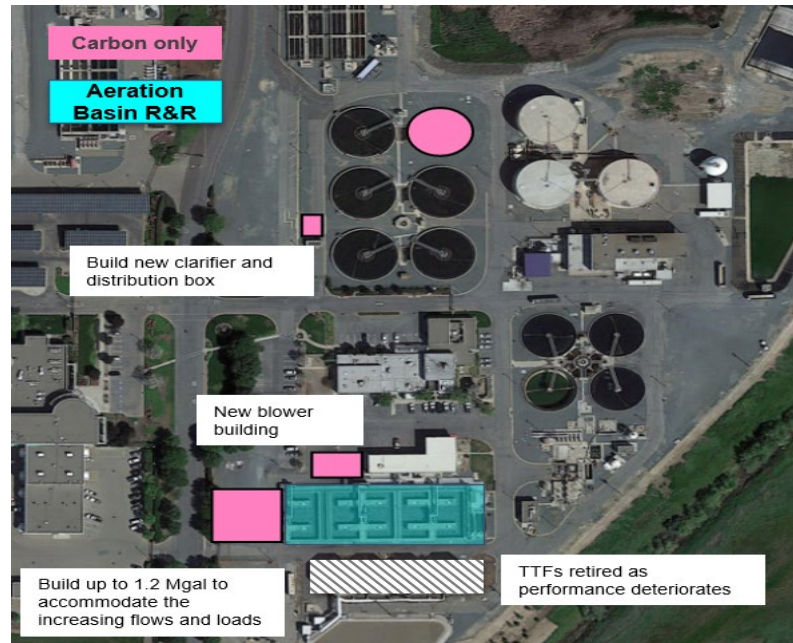 Carbon only
Aeration
Basin R&R
Build new clarifier and
distribution box
New blower
building
Build up to 1.2 Mgal to
accommodate the
increasing flows and loads
TTFs retired as
performance deteriorates